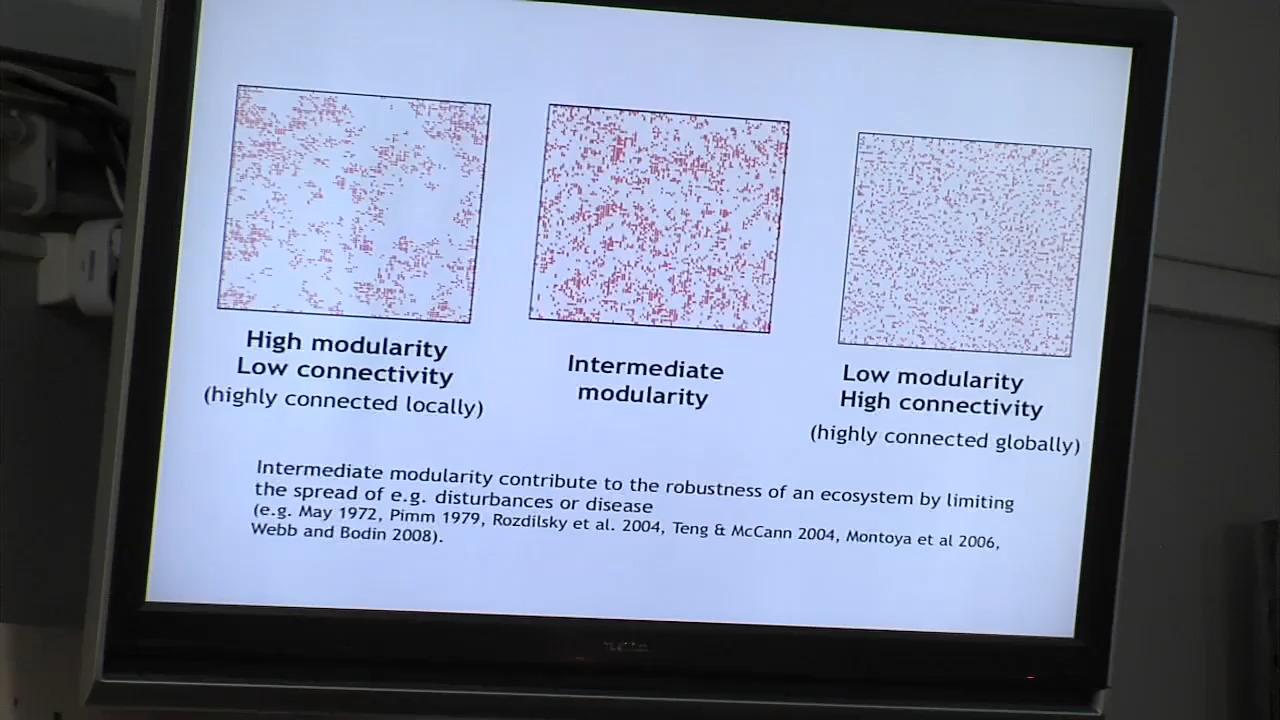 High modularity
Low connectivity
(highly connected locally)
Intermediate
modularity
Low modularity
High connectivity
(highly connected globally)
Intermediate modularity contribute to the robustness of an ecosystem by limiting
the spread of e.g. disturbances or disease
(e.g. May 1972, Pimm 1979, Rozdilsky et al. 2004, Teng & McCann 2004, Montoya et al 2006,
Webb and Bodin 2008).